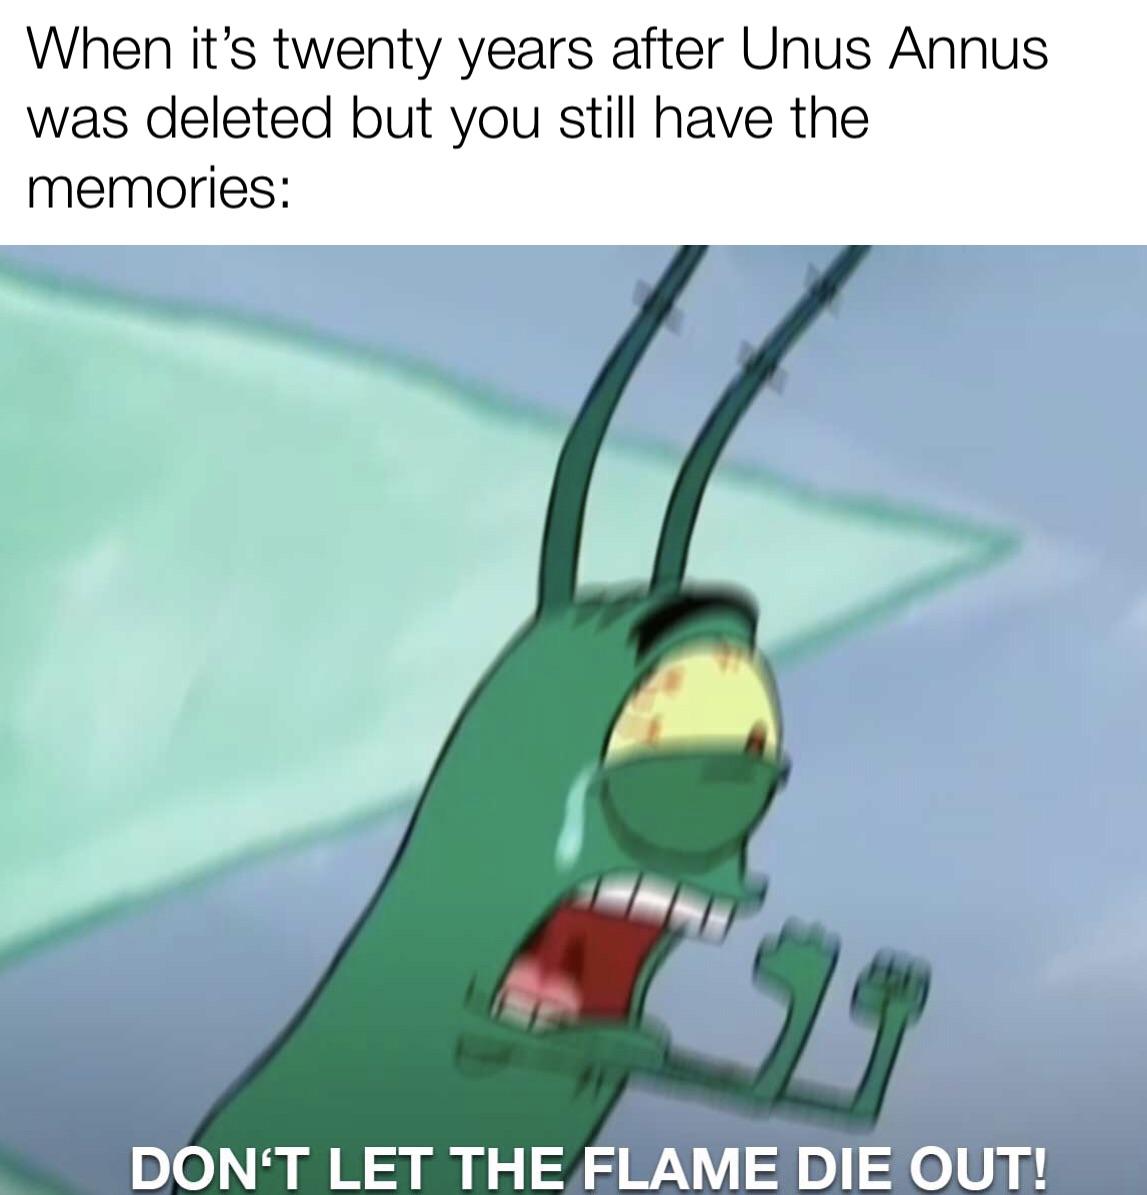 When it’s twenty years after Unus Annus
was deleted but you still have the
memories:
DON‘T LET THE FLAME DIE OUT!